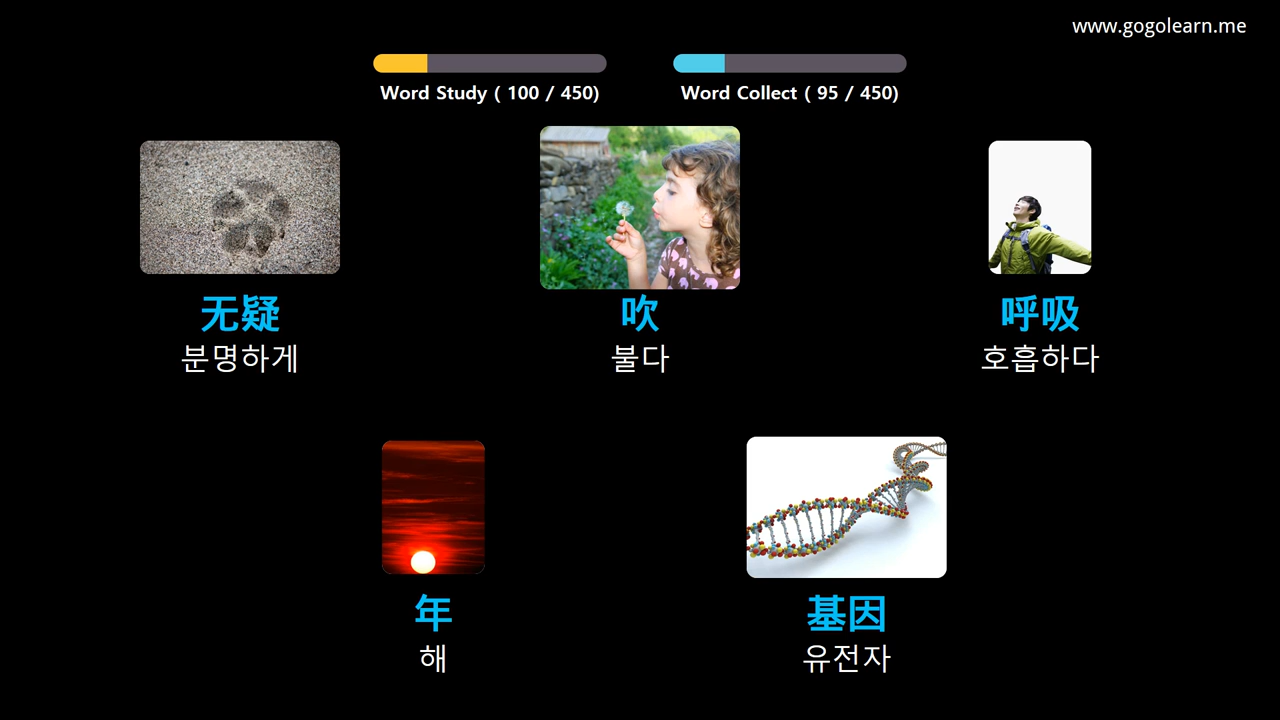 www.gogolearn.me
Word Study ( 100 / 450)
Word Collect ( 95 / 450)
无疑
吹
呼吸
분명하게
불다
호흡하다
年
基因
해
유전자